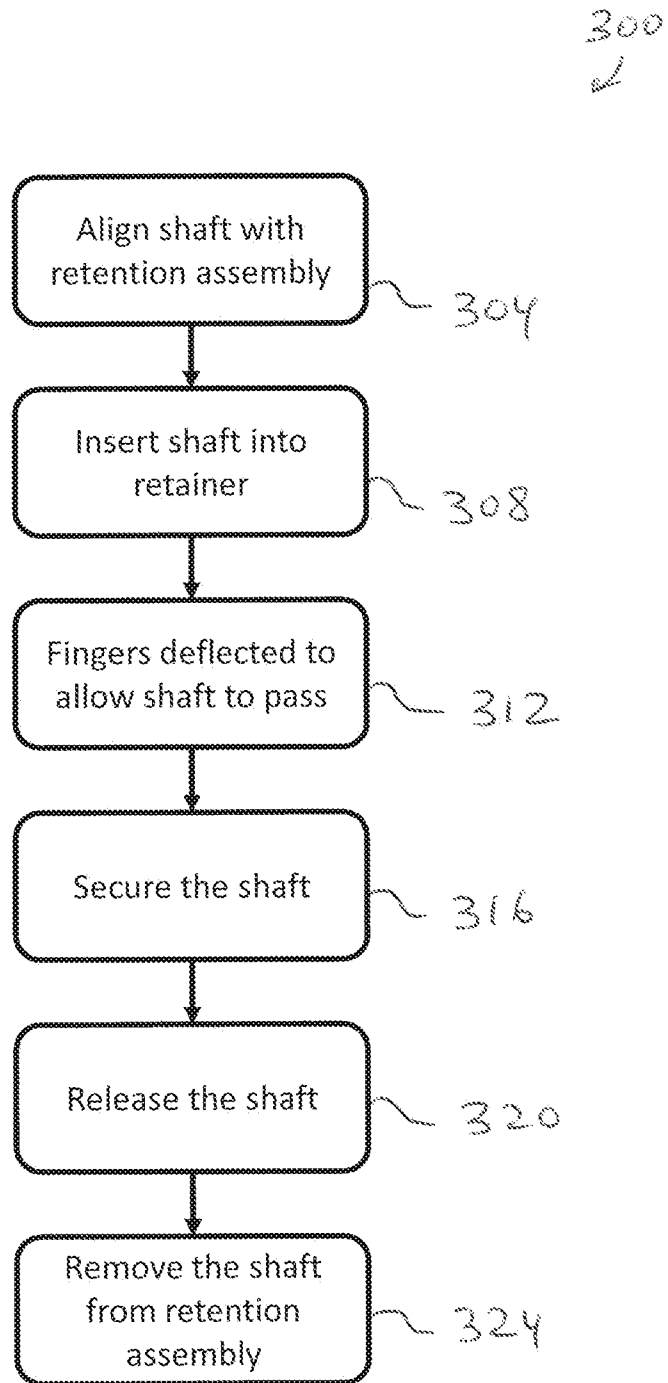 300
Align shaft with
retention assembly
304
Insert shaft into
retainer
308
Fingers deflected to
allow shaft to pass
312
Secure the shaft
316
Release the shaft
320
Remove the shaft
from retention
assembly
324